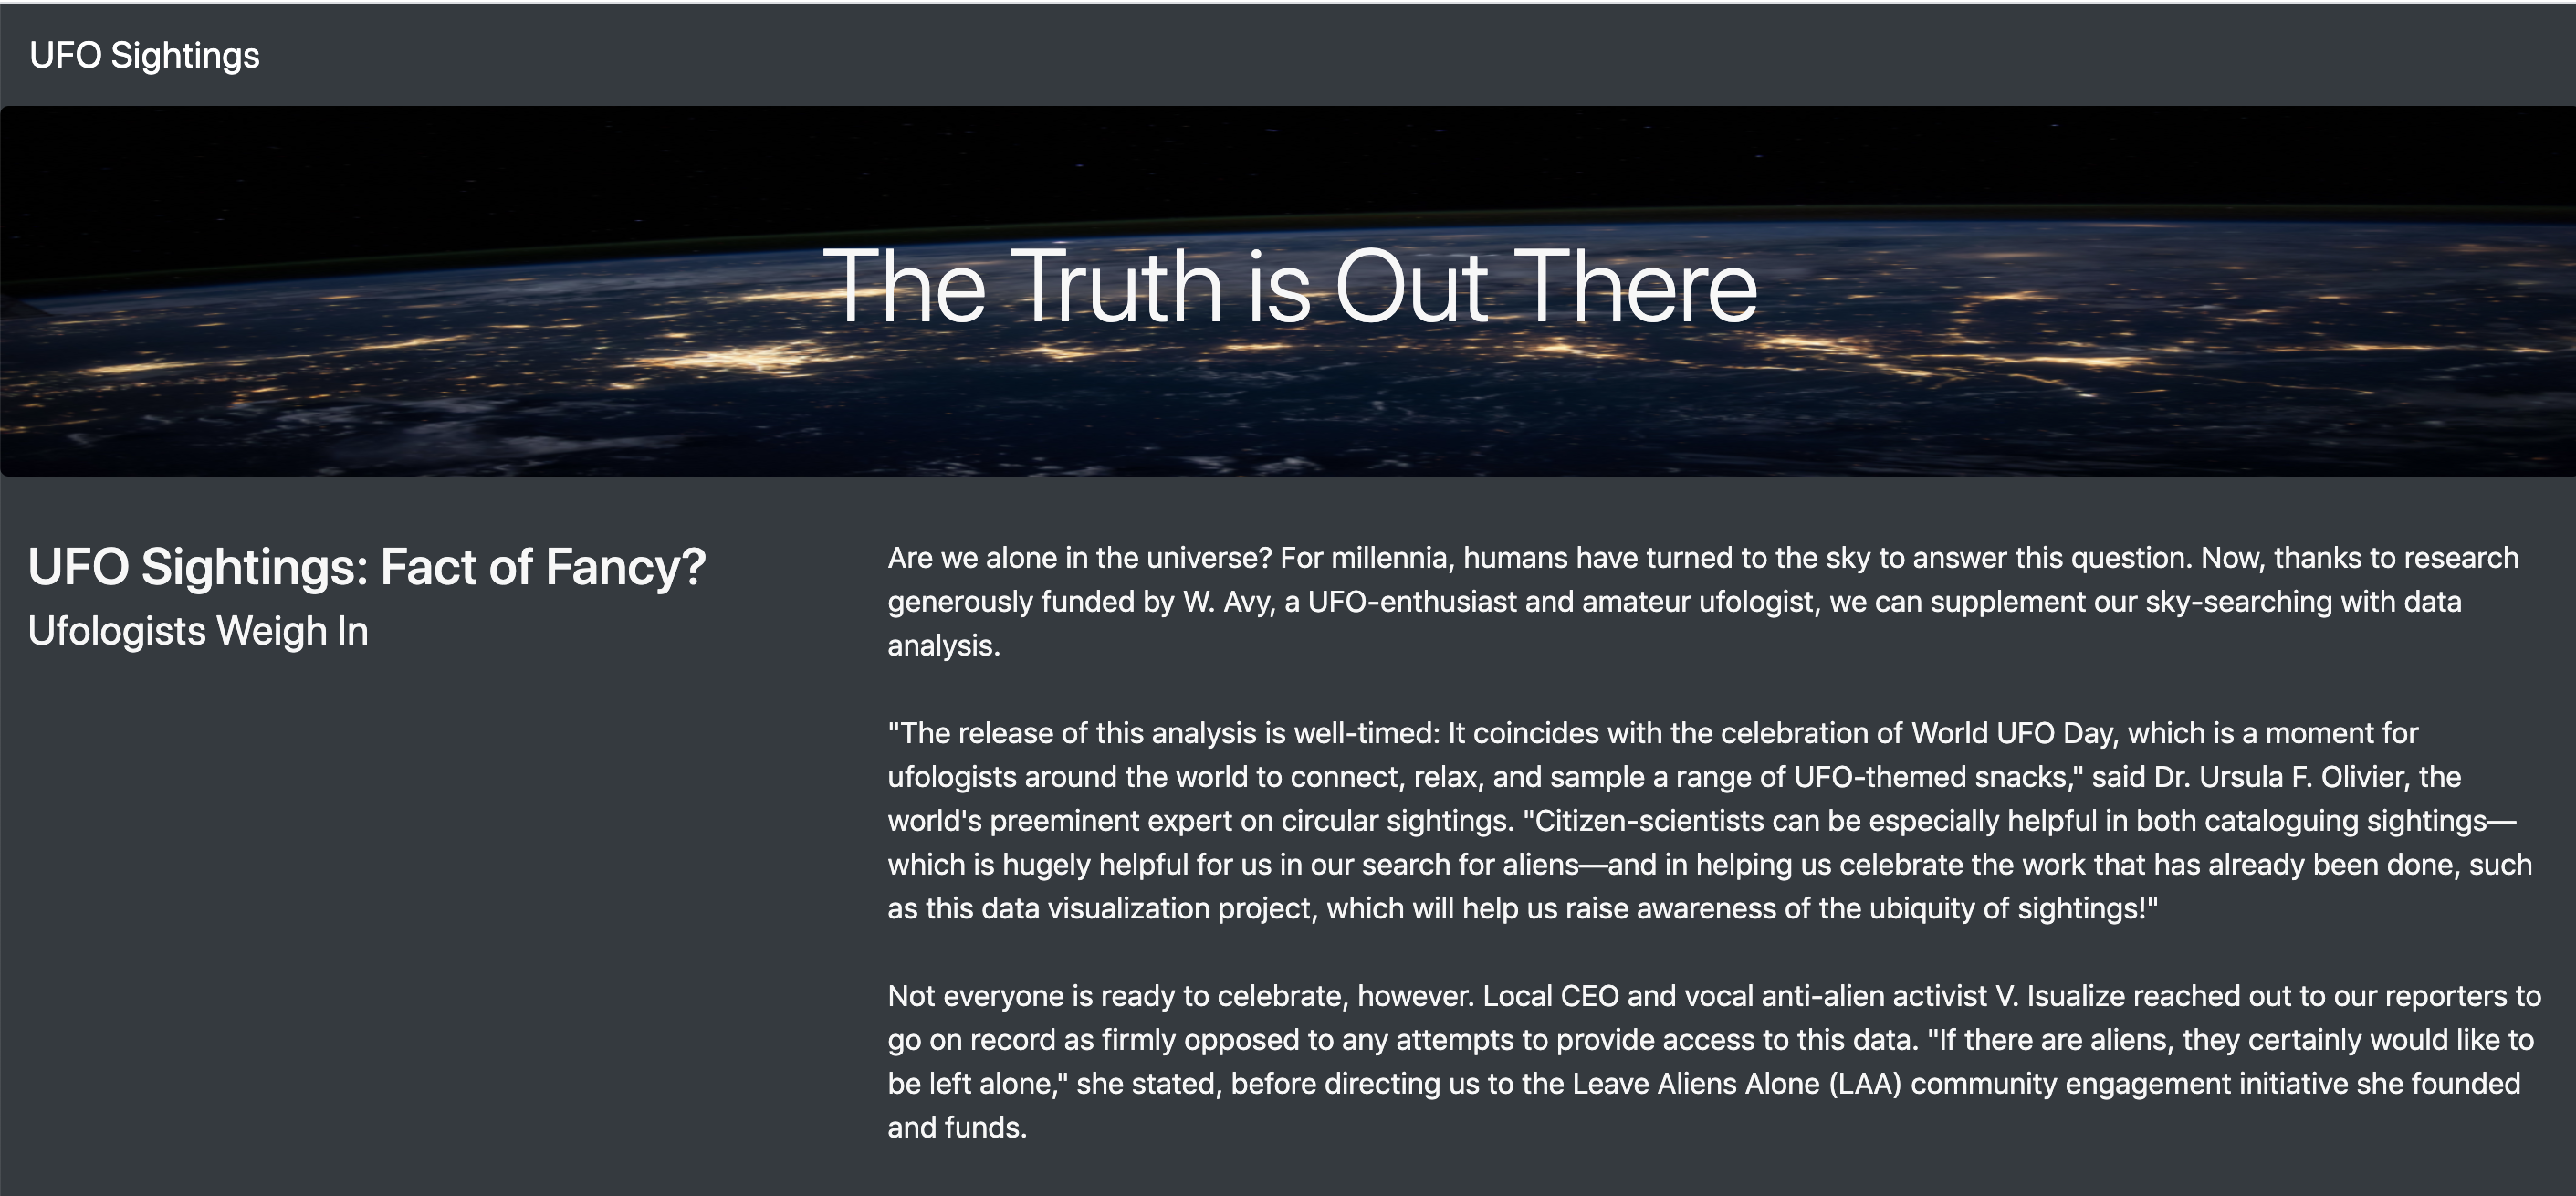 UFO Sightings
The Truth is Out There
UFO Sightings: Fact of Fancy?
Ufologists Weigh In
Are we alone in the universe? For millennia, humans have turned to the sky to answer this question. Now, thanks to research
generously funded by W. Avy, a UFO-enthusiast and amateur ufologist, we can supplement our sky-searching with data
analysis.
"The release of this analysis is well-timed: It coincides with the celebration of World UFO Day, which is a moment for
ufologists around the world to connect, relax, and sample a range of UFO-themed snacks," said Dr. Ursula F. Olivier, the
world's preeminent expert on circular sightings. "Citizen-scientists can be especially helpful in both cataloguing sightings—
which is hugely helpful for us in our search for aliens—and in helping us celebrate the work that has already been done, such
as this data visualization project, which will help us raise awareness of the ubiquity of sightings!"
Not everyone is ready to celebrate, however. Local CEO and vocal anti-alien activist V. Isualize reached out to our reporters to
go on record as firmly opposed to any attempts to provide access to this data. "If there are aliens, they certainly would like to
be left alone," she stated, before directing us to the Leave Aliens Alone (LAA) community engagement initiative she founded
and funds.